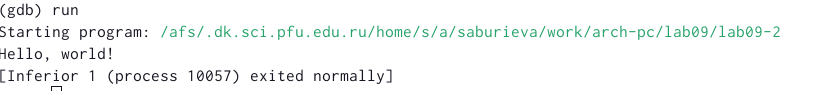 (gdb) run
Starting program: /afs/.dk.sci.pfu.edu.ru/home/s/a/saburieva/work/arch-pc/lab09/lab09-2
Hello, world!
[Inferior 1 (process 10057) exited normally]